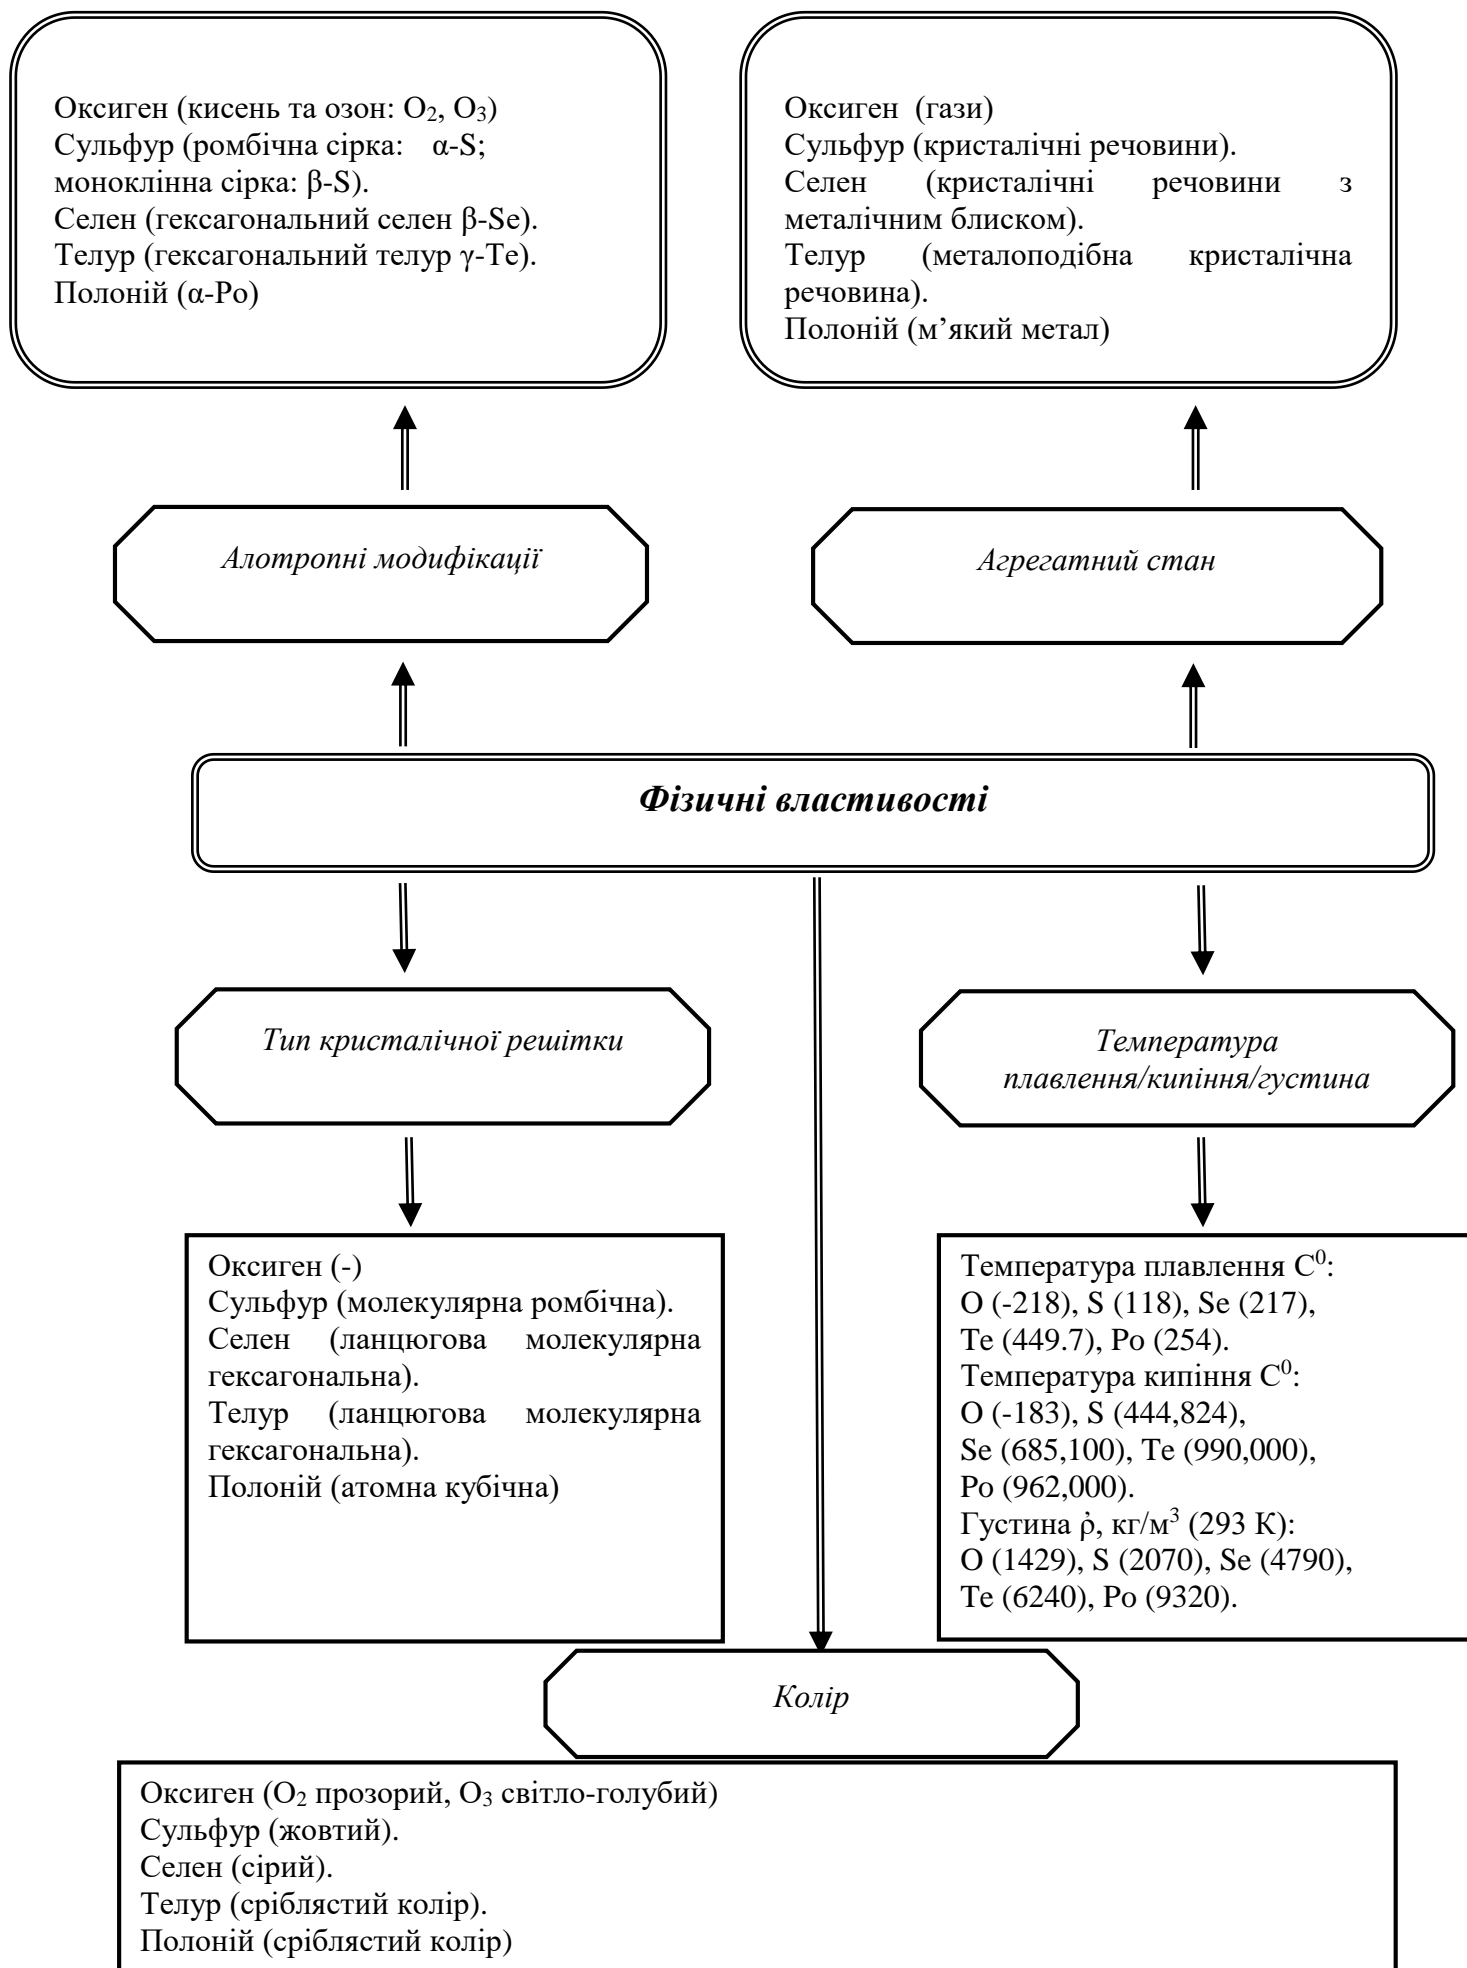 Оксиген (кисень та озон: O₂, O₃)
Сульфур (ромбічна сірка: α-S;
моноклінна сірка: β-S).
Селен (гексагональний селен β-Se).
Телур (гексагональний телур γ-Te).
Полоній (α-Po)
Оксиген (гази)
Сульфур (кристалічні речовини).
Селен (кристалічні речовини з
металічним блиском).
Телур (металоподібна кристалічна
речовина).
Полоній (м’який метал)
Алотропні модифікації
Агрегатний стан
Фізичні властивості
Тип кристалічної решітки
Температура
плавлення/кипіння/густина
Оксиген (-)
Сульфур (молекулярна ромбічна).
Селен (ланцюгова молекулярна
гексагональна).
Телур (ланцюгова молекулярна
гексагональна).
Полоній (атомна кубічна)
Температура плавлення С⁰:
O (-218), S (118), Se (217),
Te (449.7), Po (254).
Температура кипіння С⁰:
O (-183), S (444,824),
Se (685,100), Te (990,000),
Po (962,000).
Густина ρ̇, кг/м³ (293 К):
O (1429), S (2070), Se (4790),
Te (6240), Po (9320).
Колір
Оксиген (O₂ прозорий, O₃ світло-голубий)
Сульфур (жовтий).
Селен (сірий).
Телур (сріблястий колір).
Полоній (сріблястий колір)